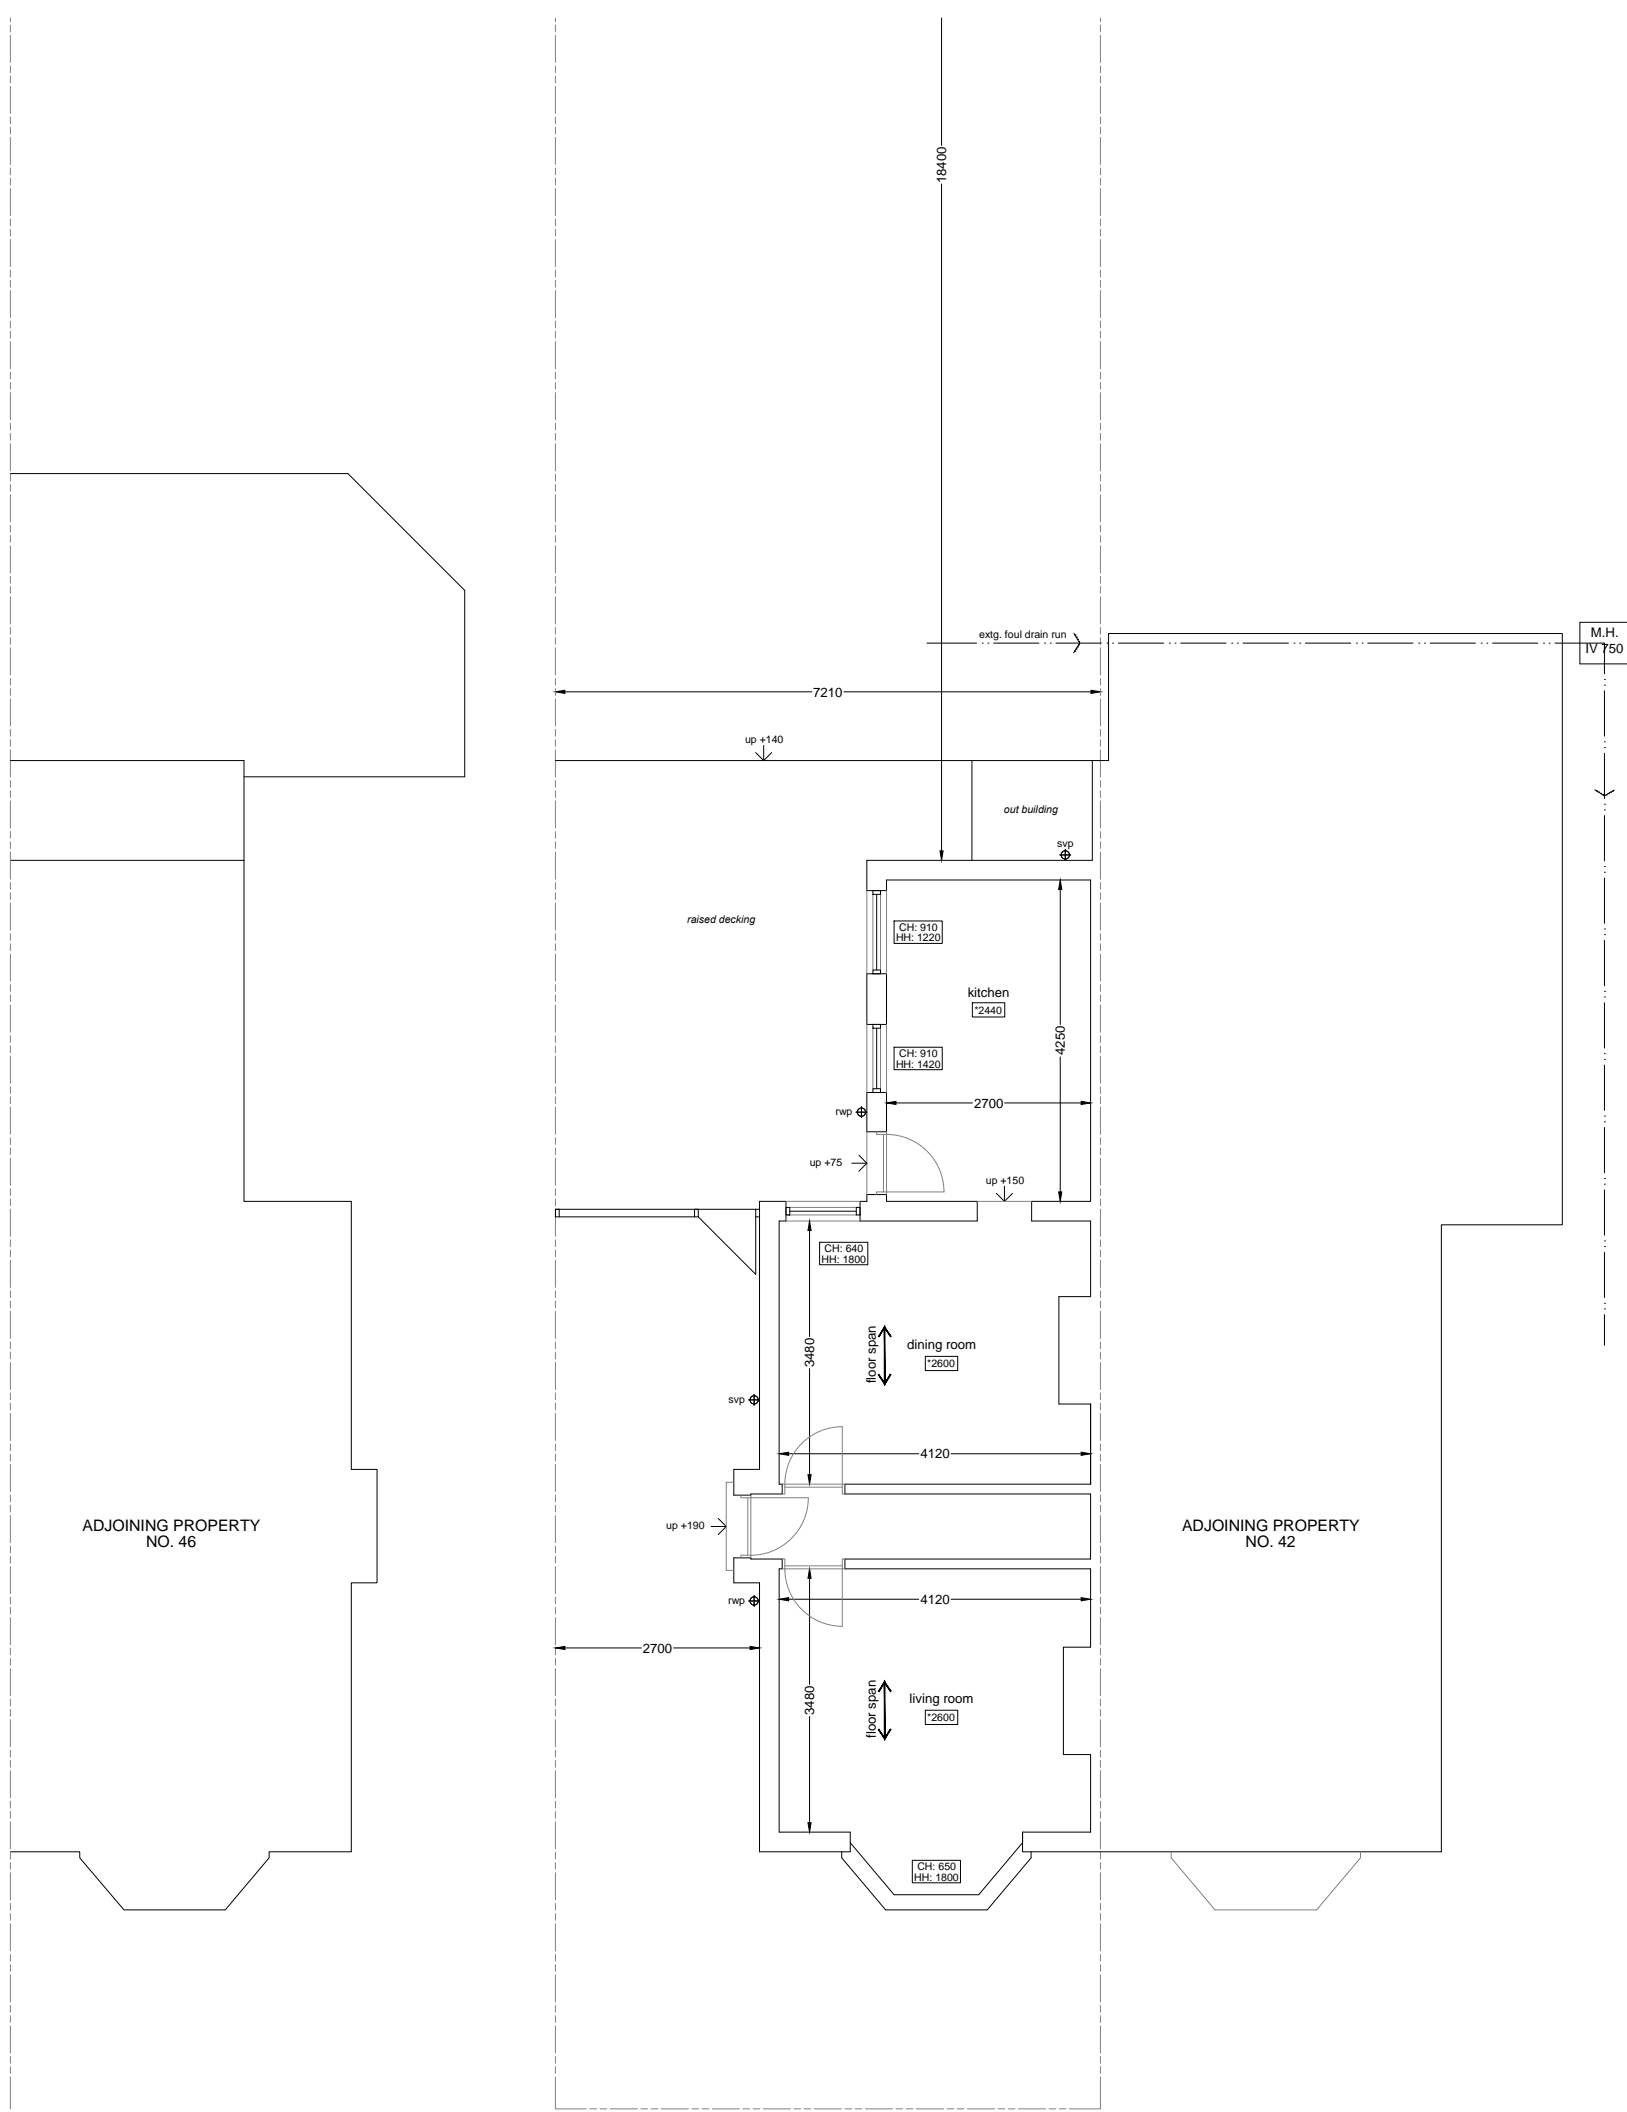 18400
extg. foul drain run
M.H.
IV 750
7210
up +140
out building
svp
raised decking
CH: 910
HH: 1220
kitchen
*2440
4250
CH: 910
HH: 1420
2700
rwp
up +75
up +150
CH: 640
HH: 1800
3480
floor span
dining room
*2600
svp
4120
ADJOINING PROPERTY
NO. 46
up +190
ADJOINING PROPERTY
NO. 42
rwp
4120
2700
3480
floor span
living room
*2600
CH: 650
HH: 1800